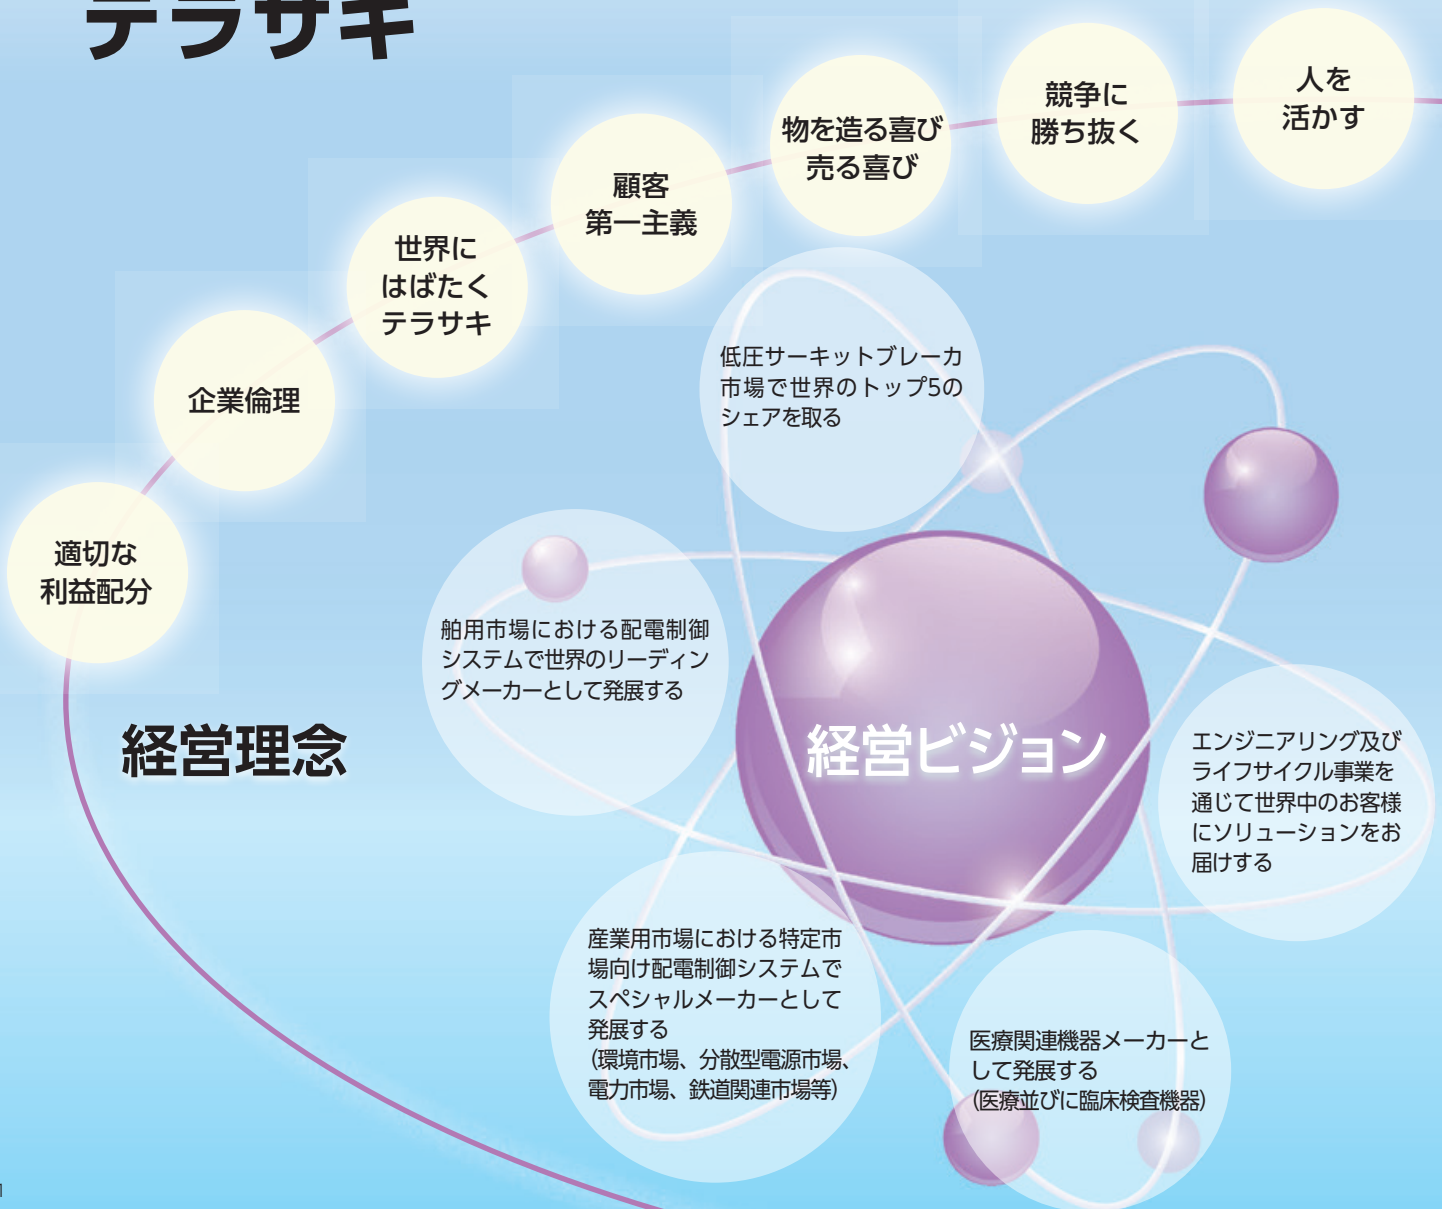 テラサキ
人を
活かす
競争に
勝ち抜く
物を造る喜び
売る喜び
顧客
第一主義
世界に
はばたく
テラサキ
企業倫理
適切な
利益配分
経営理念
経営ビジョン
低圧サーキットブレーカ
市場で世界のトップ5の
シェアを取る
舶用市場における配電制御
システムで世界のリーディン
グメーカーとして発展する
エンジニアリング及び
ライフサイクル事業を
通じて世界中のお客様
にソリューションをお
届けする
産業用市場における特定市
場向け配電制御システムで
スペシャルメーカーとして
発展する
(環境市場、分散型電源市場、
電力市場、鉄道関連市場等)
医療関連機器メーカーと
して発展する
(医療並びに臨床検査機器)